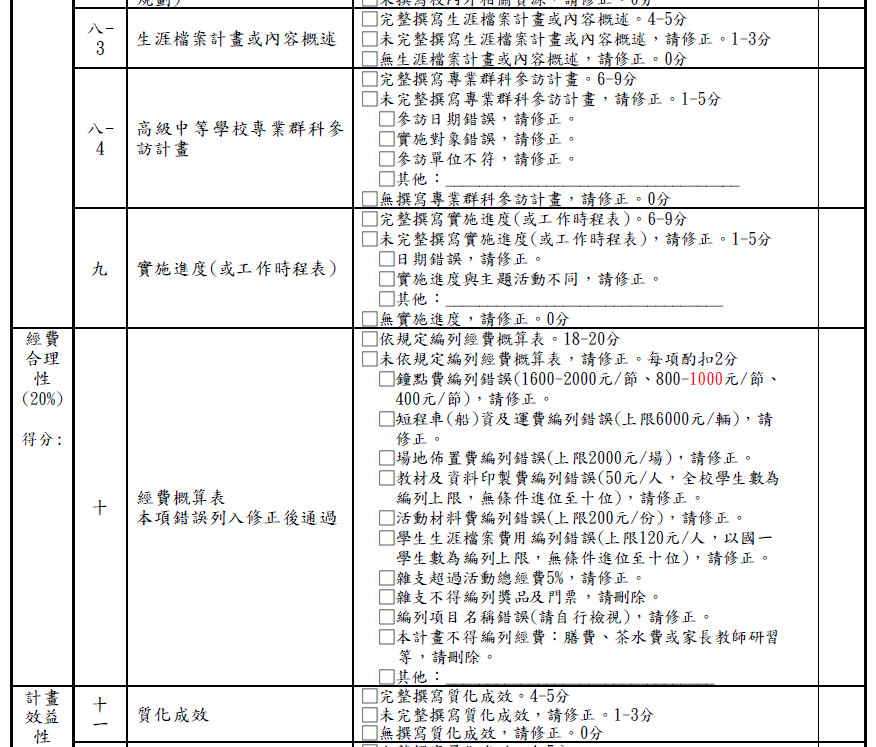 規劃)
□未撰寫校內外相關資源，請修正。0分
八-
3
生涯檔案計畫或內容概述
□完整撰寫生涯檔案計畫或內容概述。4-5分
□未完整撰寫生涯檔案計畫或內容概述，請修正。1-3分
□無生涯檔案計畫或內容概述，請修正。0分
八-
4
高級中等學校專業群科參
訪計畫
□完整撰寫專業群科參訪計畫。6-9分
□未完整撰寫專業群科參訪計畫，請修正。1-5分
□參訪日期錯誤，請修正。
□實施對象錯誤，請修正。
□參訪單位不符，請修正。
□其他：
□無撰寫專業群科參訪計畫，請修正。0分
九
實施進度(或工作時程表)
□完整撰寫實施進度(或工作時程表)。6-9分
□未完整撰寫實施進度(或工作時程表)，請修正。1-5分
□日期錯誤，請修正。
□實施進度與主題活動不同，請修正。
□其他：
□無實施進度，請修正。0分
經費
合理
性
(20%)
得分:
十
經費概算表
本項錯誤列入修正後通過
□依規定編列經費概算表。18-20分
□未依規定編列經費概算表，請修正。每項酌扣2分
□鐘點費編列錯誤(1600-2000元/節、800-1000元/節、
400元/節)，請修正。
□短程車(船)資及運費編列錯誤(上限6000元/輛)，請
修正。
□場地佈置費編列錯誤(上限2000元/場)，請修正。
□教材及資料印製費編列錯誤(50元/人，全校學生數為
編列上限，無條件進位至十位)，請修正。
□活動材料費編列錯誤(上限200元/份)，請修正。
□學生生涯檔案費用編列錯誤(上限120元/人，以國一
學生數為編列上限，無條件進位至十位)，請修正。
□雜支超過活動總經費5%，請修正。
□雜支不得編列獎品及門票，請刪除。
□編列項目名稱錯誤(請自行檢視)，請修正。
□本計畫不得編列經費：膳費、茶水費或家長教師研習
等，請刪除。
□其他：
計畫
效益
性
十
一
質化成效
□完整撰寫質化成效。4-5分
□未完整撰寫質化成效，請修正。1-3分
□無撰寫質化成效，請修正。0分